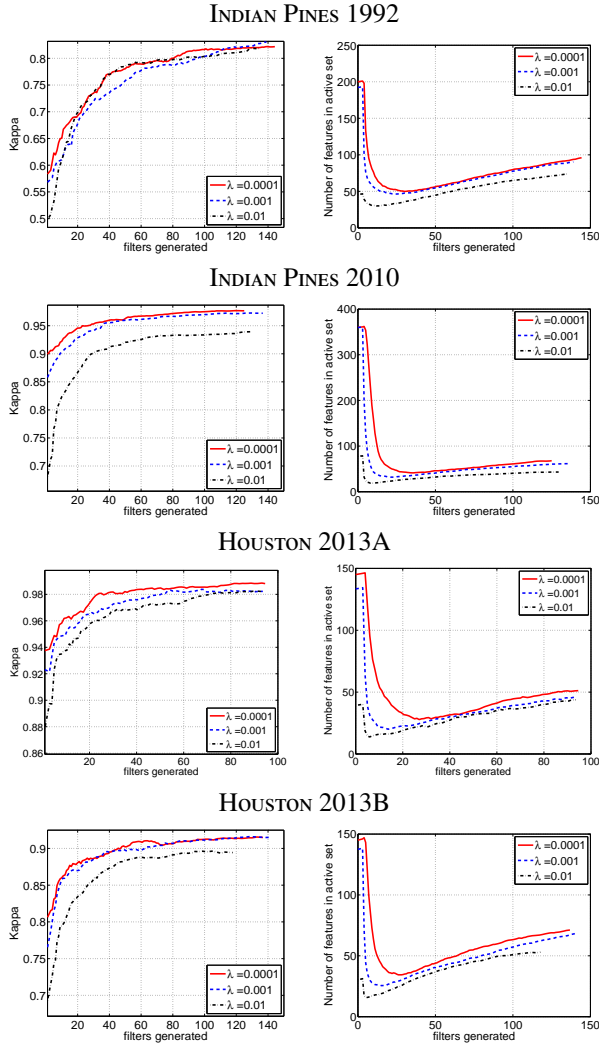 INDIAN PINES 1992
Kappa
0.8
0.75
0.7
0.65
0.6
0.55
0.5
20 40 60 80 100 120 140
filters generated
λ =0.0001
λ =0.001
λ =0.01
Number of features in active set
250
200
150
100
50
0
0 50 100 150
filters generated
λ =0.0001
λ =0.001
λ =0.01
INDIAN PINES 2010
Kappa
0.95
0.9
0.85
0.8
0.75
0.7
20 40 60 80 100 120 140
filters generated
λ =0.0001
λ =0.001
λ =0.01
Number of features in active set
400
300
200
100
0
0 50 100 150
filters generated
λ =0.0001
λ =0.001
λ =0.01
HOUSTON 2013A
Kappa
0.98
0.96
0.94
0.92
0.9
0.88
0.86
20 40 60 80 100
filters generated
λ =0.0001
λ =0.001
λ =0.01
Number of features in active set
150
100
50
0
0 20 40 60 80 100
filters generated
λ =0.0001
λ =0.001
λ =0.01
HOUSTON 2013B
Kappa
0.9
0.85
0.8
0.75
0.7
20 40 60 80 100 120 140
filters generated
λ =0.0001
λ =0.001
λ =0.01
Number of features in active set
150
100
50
0
0 50 100 150
filters generated
λ =0.0001
λ =0.001
λ =0.01